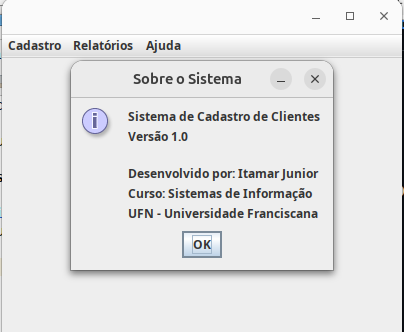 Cadastro Relatórios Ajuda
Sobre o Sistema
Sistema de Cadastro de Clientes
Versão 1.0
Desenvolvido por: Itamar Junior
Curso: Sistemas de Informação
UFN - Universidade Franciscana
OK